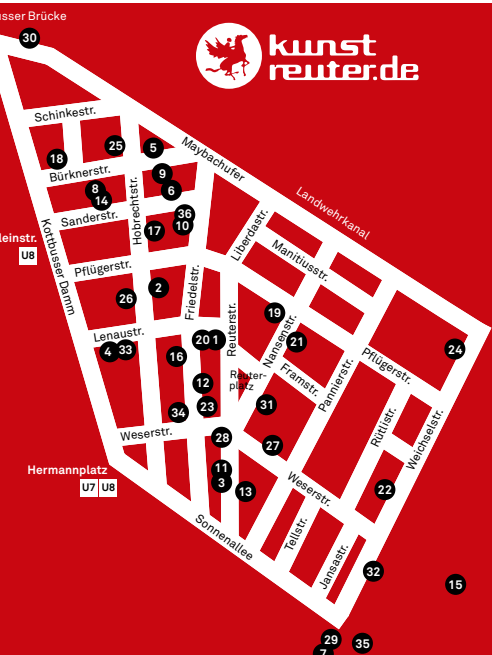 usser Brücke
30
kunst
reuter.de
Schinkestr.
25
5
18
Maybachufer
Bürknerstr.
9
8
6
14
Landwehrkanal
Sanderstr.
Hobrechtstr.
36
10
17
Liberdastr.
Kottbusser Damm
leinstr.
U8
Manitiusstr.
Pflügerstr.
Friedelstr.
2
26
19
Lenaustr.
Reuterstr.
Nansenstr.
4
33
20
1
21
24
16
Pflügerstr.
Reuter-
platz
Framstr.
Pannierstr.
12
23
31
34
Rütlistr.
Weichselstr.
Weserstr.
28
27
Hermannplatz
U7 U8
11
3
13
Weserstr.
22
Sonnenallee
Tellstr.
Jansastr.
32
15
29
35
7